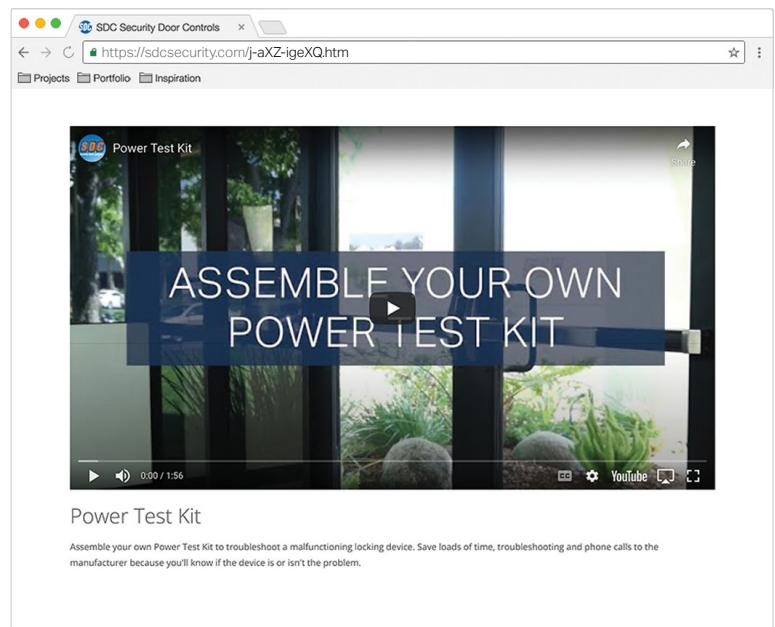 SDC Security Door Controls ×
https://sdcsecurity.com/j-aXZ-igeXQ.htm
Projects Portfolio Inspiration
SDC Power Test Kit
Share
ASSEMBLE YOUR OWN
POWER TEST KIT
0:00 / 1:56
CC YouTube
Power Test Kit
Assemble your own Power Test Kit to troubleshoot a malfunctioning locking device. Save loads of time, troubleshooting and phone calls to the
manufacturer because you'll know if the device is or isn't the problem.